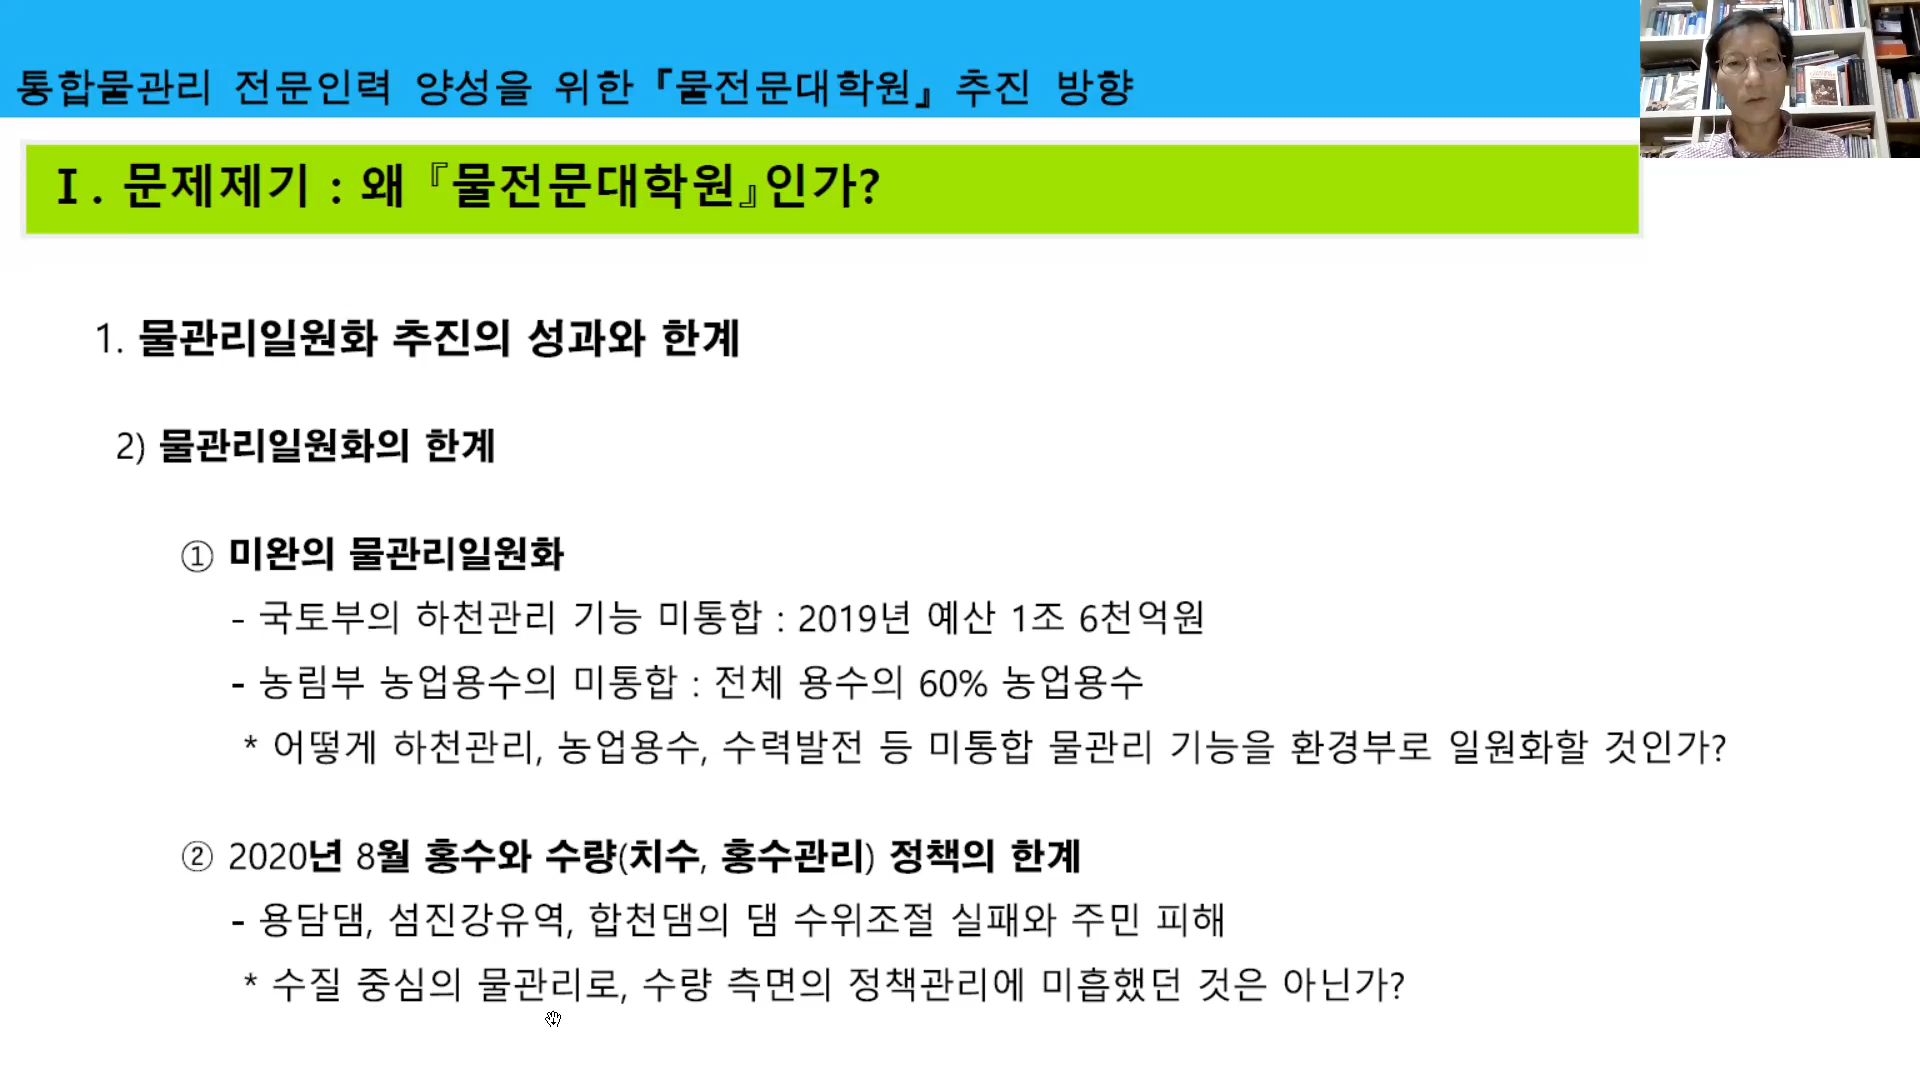 통합물관리 전문인력 양성을 위한『물전문대학원』추진 방향
Ⅰ. 문제제기 : 왜 『물전문대학원』인가?
1. 물관리일원화 추진의 성과와 한계
2) 물관리일원화의 한계
① 미완의 물관리일원화
- 국토부의 하천관리 기능 미통합 : 2019년 예산 1조 6천억원
- 농림부 농업용수의 미통합 : 전체 용수의 60% 농업용수
* 어떻게 하천관리, 농업용수, 수력발전 등 미통합 물관리 기능을 환경부로 일원화할 것인가?
② 2020년 8월 홍수와 수량(치수, 홍수관리) 정책의 한계
- 용담댐, 섬진강유역, 합천댐의 댐 수위조절 실패와 주민 피해
* 수질 중심의 물관리로, 수량 측면의 정책관리에 미흡했던 것은 아닌가?